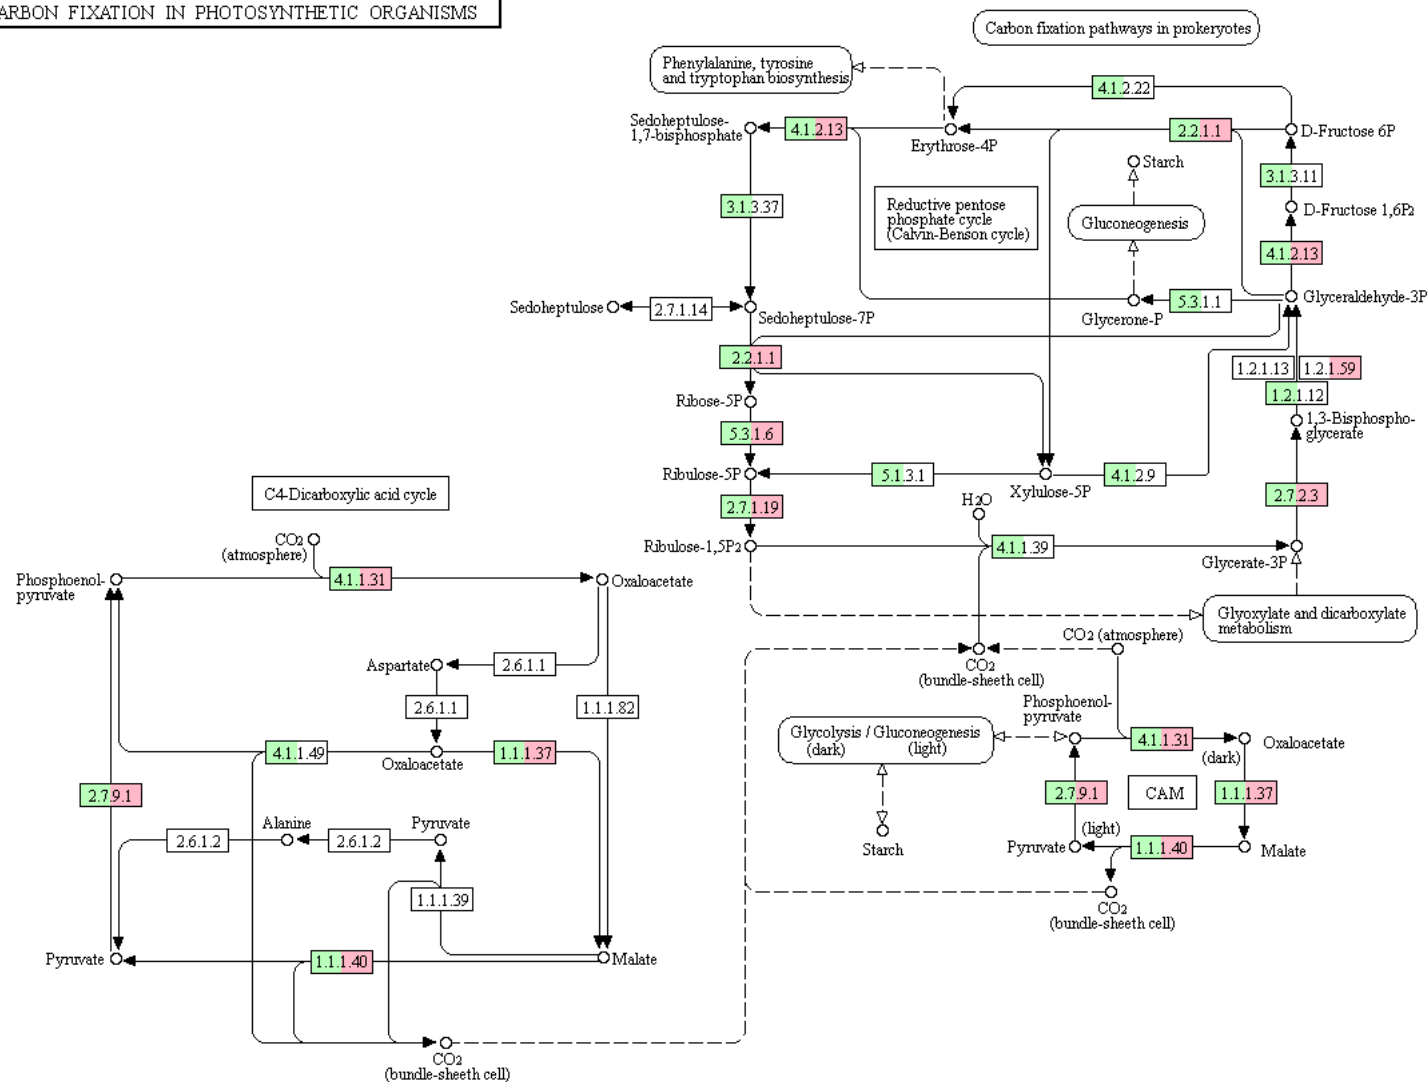 ARBON FIXATION IN PHOTOSYNTHETIC ORGANISMS
Carbon fixation pathways in prokeryotes
Phenylalanine, tyrosine
and tryptophan biosynthesis
4.1.2.22
Sedoheptulose-
1,7-bisphosphate
4.1.2.13
Erythrose-4P
2.2.1.1
D-Fructose 6P
Starch
3.1.3.11
3.1.3.37
Reductive pentose
phosphate cycle
(Calvin-Benson cycle)
Gluconeogenesis
D-Fructose 1,6P2
4.1.2.13
Sedoheptulose
2.7.1.14
Sedoheptulose-7P
Glycerone-P
5.3.1.1
Glyceraldehyde-3P
2.2.1.1
1.2.1.13
1.2.1.59
1.2.1.12
Ribose-5P
1,3-Bisphospho-
glycerate
5.3.1.6
Ribulose-5P
5.1.3.1
Xylulose-5P
4.1.2.9
C4-Dicarboxylic acid cycle
2.7.1.19
H2O
2.7.2.3
CO2
(atmosphere)
Ribulose-1,5P2
4.1.1.39
Glycerate-3P
Phosphoenol-
pyruvate
4.1.1.31
Oxaloacetate
Glyoxylate and dicarboxylate
metabolism
CO2 (atmosphere)
Aspartate
2.6.1.1
CO2
(bundle-sheeth cell)
2.6.1.1
1.1.1.82
Phosphoenol-
pyruvate
Glycolysis / Gluconeogenesis
(dark)
(light)
4.1.1.31
Oxaloacetate
(dark)
4.1.1.49
Oxaloacetate
1.1.1.37
2.7.9.1
2.7.9.1
CAM
1.1.1.37
Alanine
Pyruvate
2.6.1.2
2.6.1.2
Starch
(light)
Pyruvate
1.1.1.40
Malate
1.1.1.39
CO2
(bundle-sheeth cell)
Pyruvate
1.1.1.40
Malate
CO2
(bundle-sheeth cell)